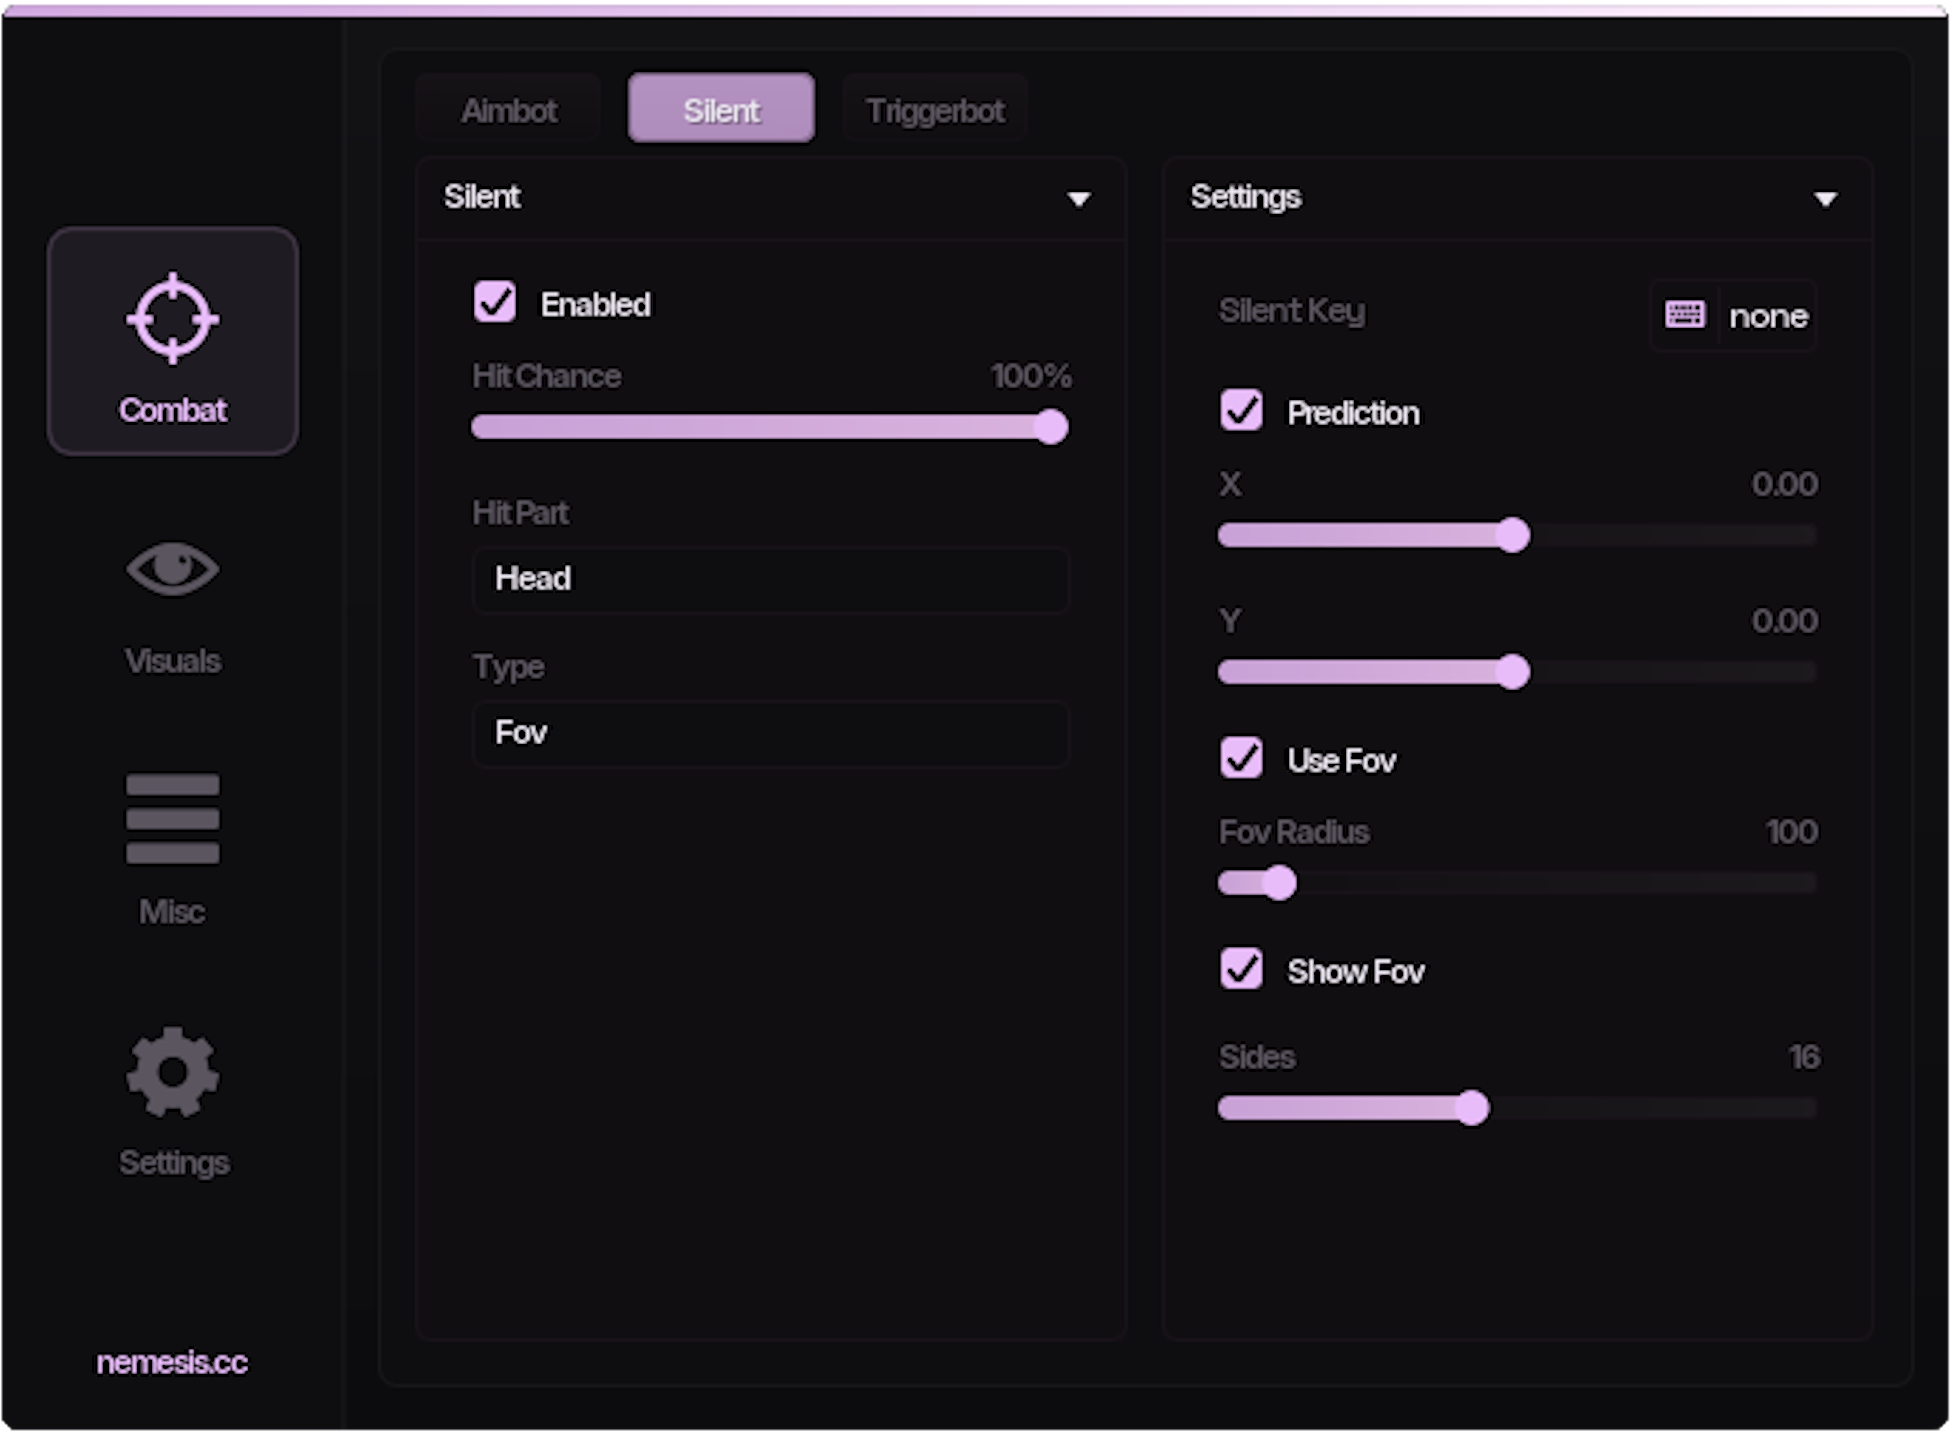 Aimbot
Silent
Triggerbot
Silent
Settings
Enabled
Hit Chance
100%
Hit Part
Head
Type
Fov
Silent Key
none
Prediction
X
0.00
Y
0.00
Use Fov
Fov Radius
100
Show Fov
Sides
16
Combat
Visuals
Misc
Settings
nemesis.cc